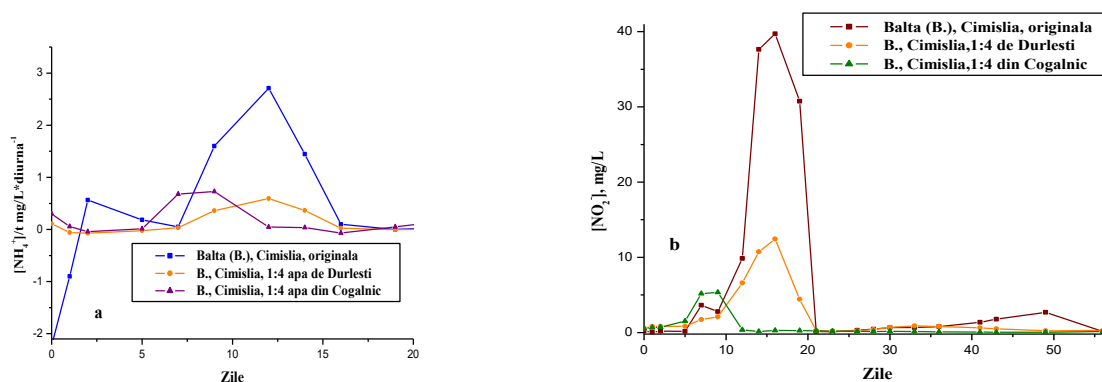 [NH₄⁺]/t mg/L*diurna⁻¹
3
2
1
0
-1
-2
Balta (B.), Cimislia, originala
B., Cimislia, 1:4 apa de Durlesti
B., Cimislia, 1:4 apa din Cogalnic
a
0 5 10 15 20
Zile
[NO₂⁻], mg/L
40
30
20
10
0
Balta (B.), Cimislia, originala
B., Cimislia,1:4 de Durlesti
B., Cimislia,1:4 din Cogalnic
b
0 10 20 30 40 50
Zile